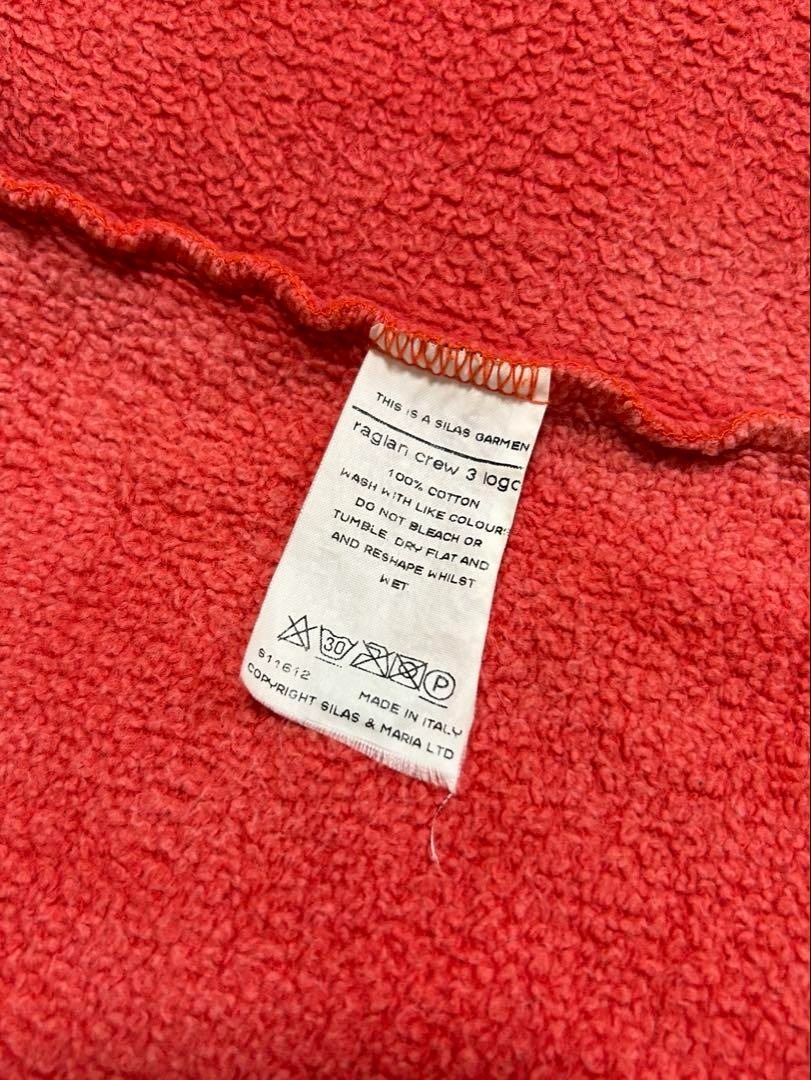 THIS IS A SILAS GARMEN
raglan crew 3 logo
100% COTTON
WASH WITH LIKE COLOURS
DO NOT BLEACH OR
TUMBLE. DRY FLAT AND
AND RESHAPE WHILST
WET.
30 P
S11612 MADE IN ITALY
COPYRIGHT SILAS & MARIA LTD